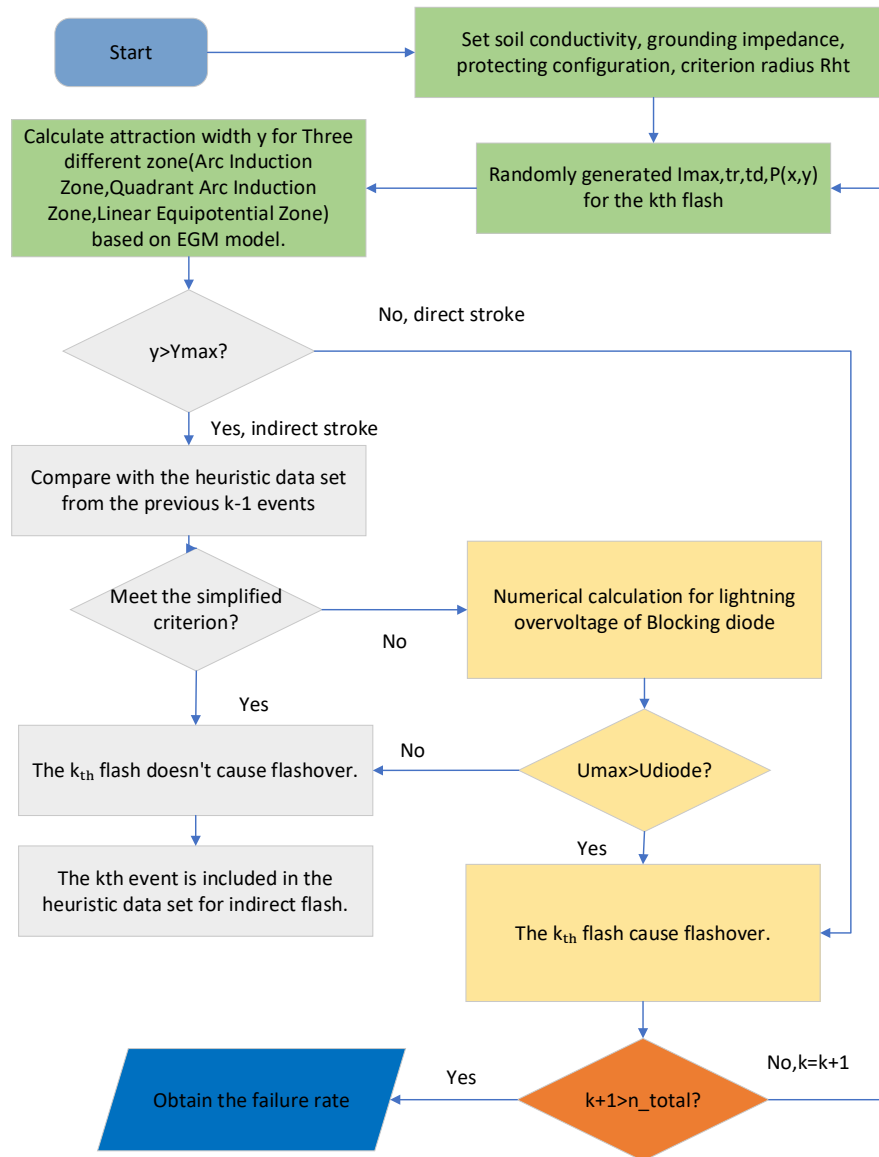 Start
Set soil conductivity, grounding impedance,
protecting configuration, criterion radius Rht
Calculate attraction width y for Three
different zone(Arc Induction
Zone,Quadrant Arc Induction
Zone,Linear Equipotential Zone)
based on EGM model.
Randomly generated Imax,tr,td,P(x,y)
for the kth flash
No, direct stroke
y>Ymax?
Yes, indirect stroke
Compare with the heuristic data set
from the previous k-1 events
Meet the simplified
criterion?
No
Numerical calculation for lightning
overvoltage of Blocking diode
Yes
The kth flash doesn't cause flashover.
No
Umax>Udiode?
Yes
The kth event is included in the
heuristic data set for indirect flash.
The kth flash cause flashover.
No,k=k+1
k+1>n_total?
Yes
Obtain the failure rate